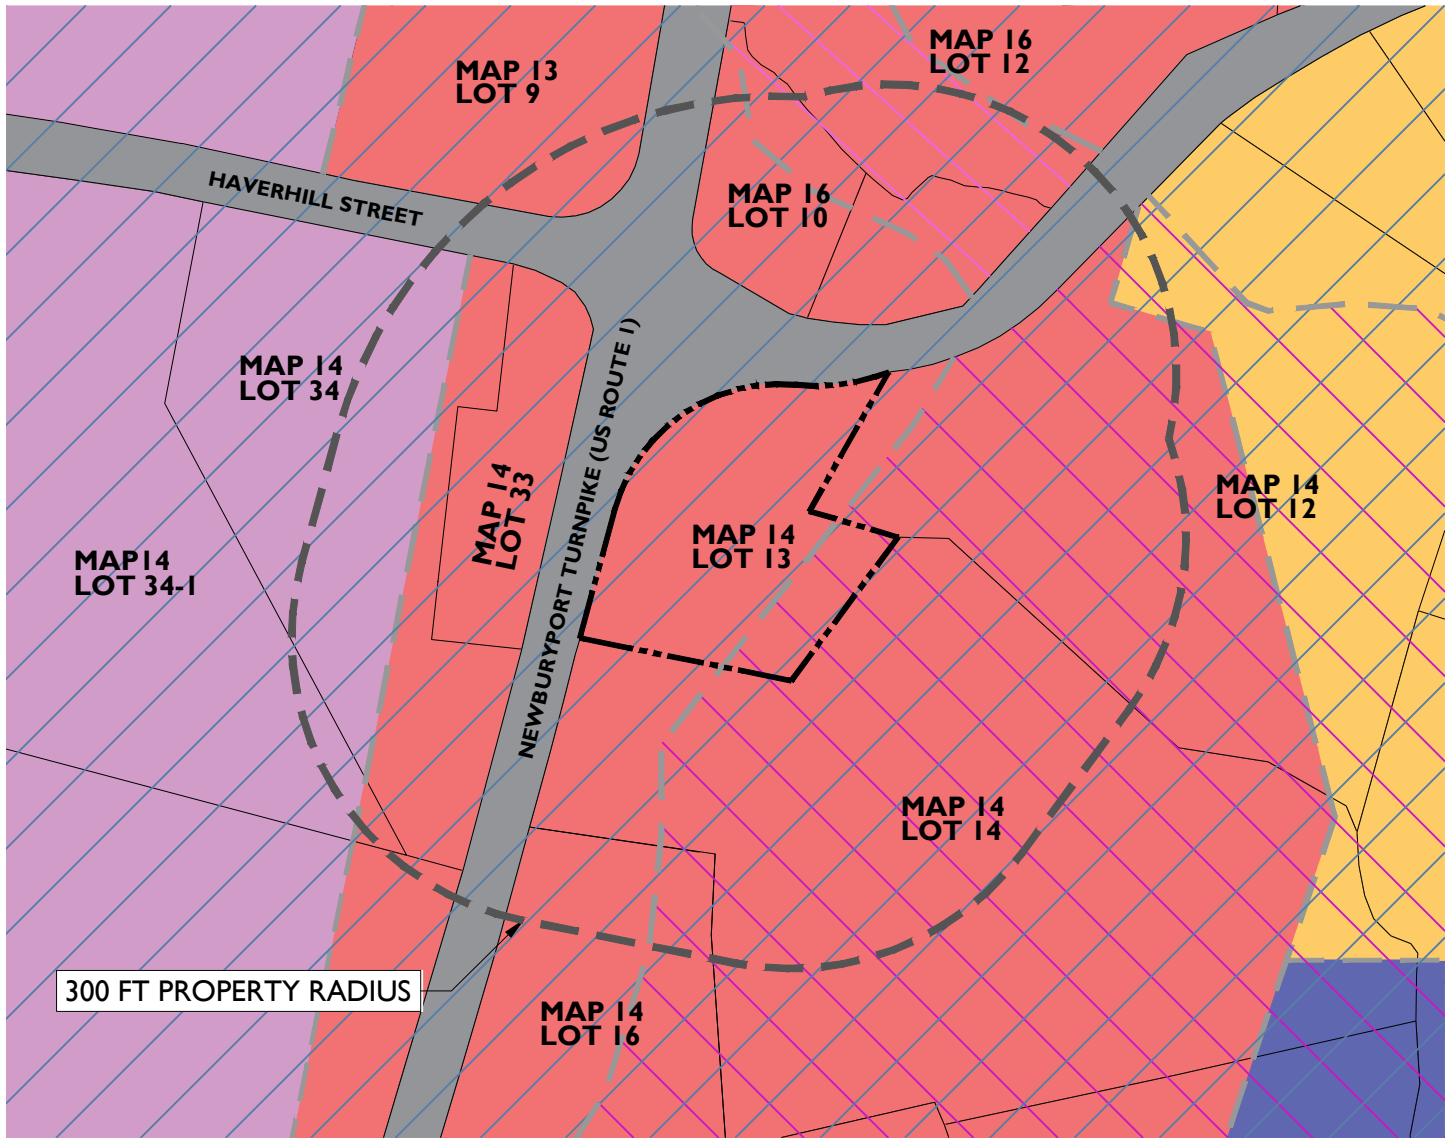 MAP 16
LOT 12
MAP 13
LOT 9
HAVERHILL STREET
MAP 16
LOT 10
MAP 14
LOT 34
NEWBURYPORT TURNPIKE (US ROUTE 1)
MAP 14
LOT 33
MAP 14
LOT 12
MAP 14
LOT 13
MAP14
LOT 34-1
MAP 14
LOT 14
300 FT PROPERTY RADIUS
MAP 14
LOT 16